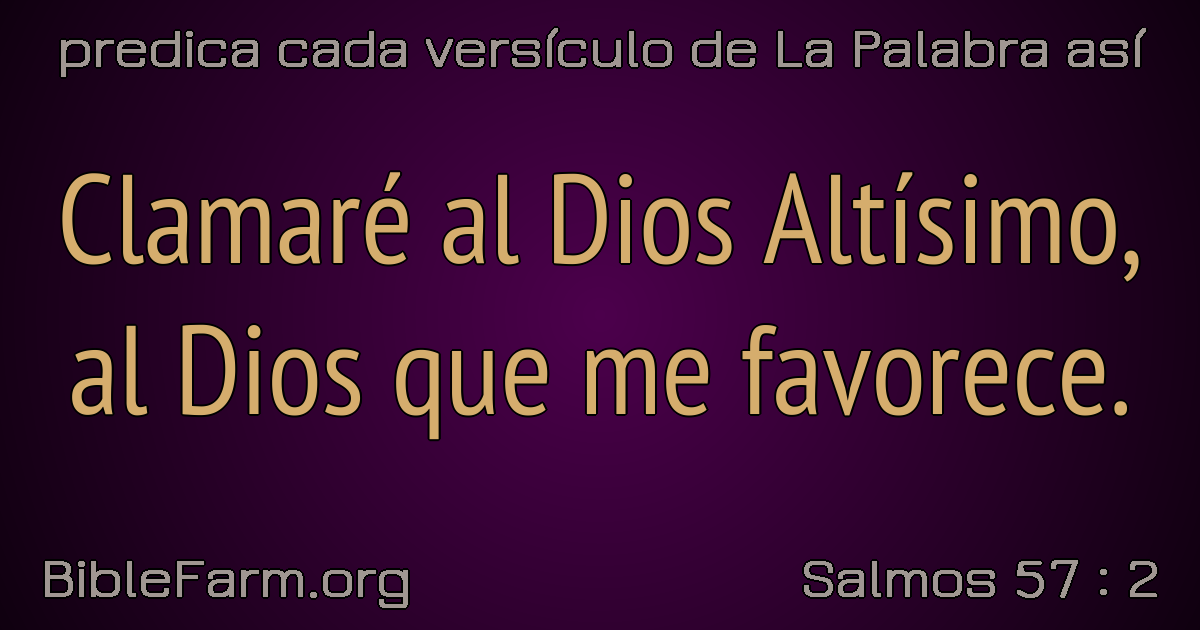 predica cada versículo de La Palabra así
Clamaré al Dios Altísimo,
al Dios que me favorece.
BibleFarm.org
Salmos 57 : 2